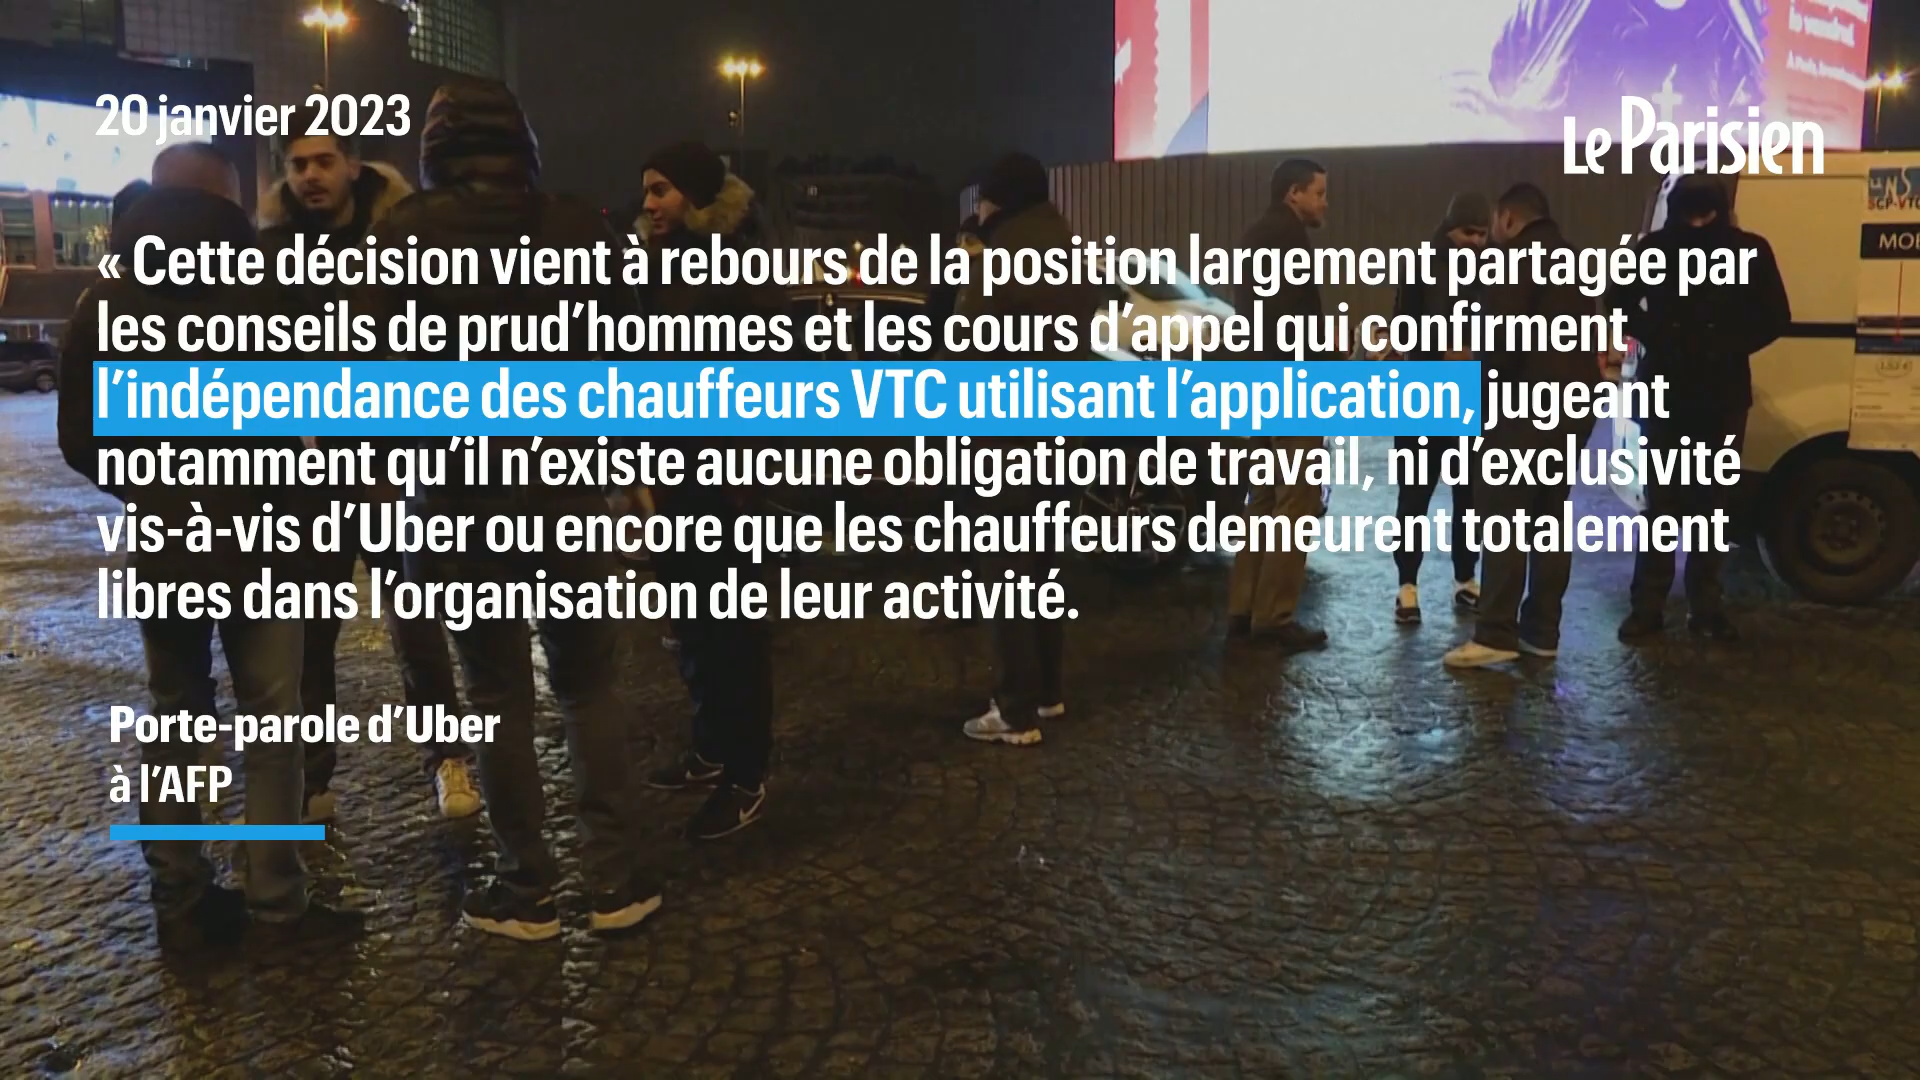 20 janvier 2023
Le Parisien
« Cette décision vient à rebours de la position largement partagée par
les conseils de prud’hommes et les cours d’appel qui confirment
l’indépendance des chauffeurs VTC utilisant l’application, jugeant
notamment qu’il n’existe aucune obligation de travail, ni d’exclusivité
vis-à-vis d’Uber ou encore que les chauffeurs demeurent totalement
libres dans l’organisation de leur activité.
Porte-parole d’Uber
à l’AFP